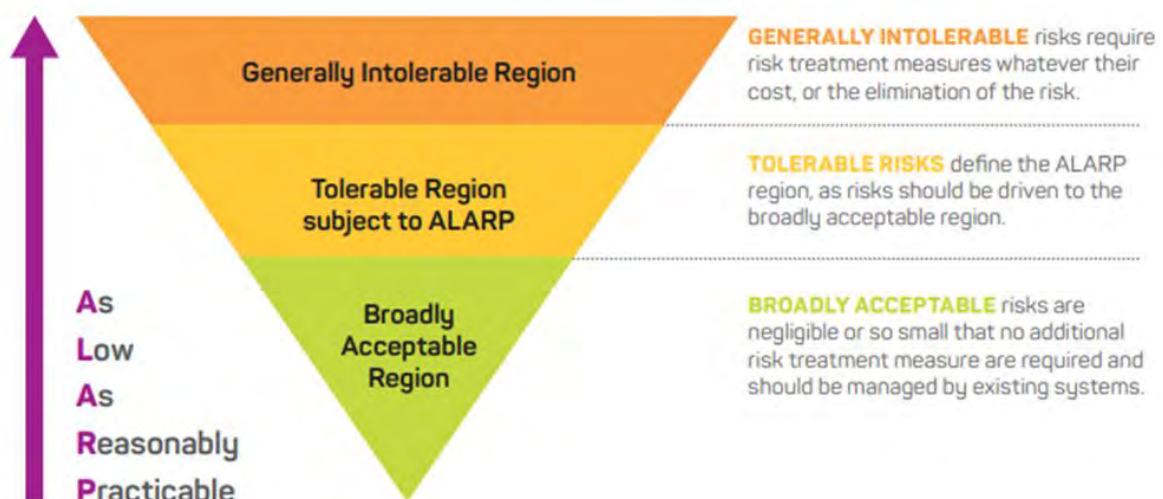 Generally Intolerable Region
GENERALLY INTOLERABLE risks require
risk treatment measures whatever their
cost, or the elimination of the risk.
Tolerable Region
subject to ALARP
TOLERABLE RISKS define the ALARP
region, as risks should be driven to the
broadly acceptable region.
Broadly
Acceptable
Region
BROADLY ACCEPTABLE risks are
negligible or so small that no additional
risk treatment measure are required and
should be managed by existing systems.
As
Low
As
Reasonably
Practicable